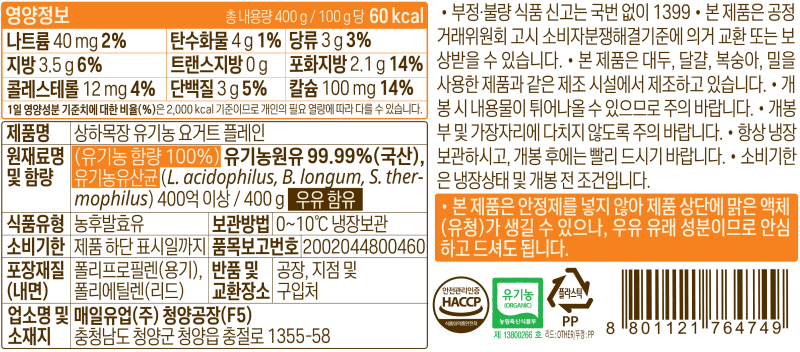 영양정보 총 내용량 400 g / 100 g당 60 kcal
나트륨 40 mg 2% 탄수화물 4 g 1% 당류 3 g 3%
지방 3.5 g 6% 트랜스지방 0 g 포화지방 2.1 g 14%
콜레스테롤 12 mg 4% 단백질 3 g 5% 칼슘 100 mg 14%
1일 영양성분 기준치에 대한 비율(%)은 2,000 kcal 기준이므로 개인의 필요 열량에 따라 다를 수 있습니다.
제품명 상하목장 유기농 요거트 플레인
원재료명 및 함량 (유기농 함량 100%) 유기농원유 99.99%(국산),
유기농유산균(L. acidophilus, B. longum, S. ther-
mophilus) 400억 이상 / 400 g 우유 함유
식품유형 농후발효유 보관방법 0~10℃ 냉장보관
소비기한 제품 하단 표시일까지 품목보고번호 2002044800460
포장재질 (내면) 폴리프로필렌(용기), 폴리에틸렌(리드) 반품 및 교환장소 공장, 지점 및 구입처
업소명 및 소재지 매일유업(주) 청양공장(F5)
충청남도 청양군 청양읍 충절로 1355-58
• 부정·불량 식품 신고는 국번 없이 1399 • 본 제품은 공정
거래위원회 고시 소비자분쟁해결기준에 의거 교환 또는 보
상받을 수 있습니다. • 본 제품은 대두, 달걀, 복숭아, 밀을
사용한 제품과 같은 제조 시설에서 제조하고 있습니다. • 개
봉 시 내용물이 튀어나올 수 있으므로 주의 바랍니다. • 개봉
부 및 가장자리에 다치지 않도록 주의 바랍니다. • 항상 냉장
보관하시고, 개봉 후에는 빨리 드시기 바랍니다. • 소비기한
은 냉장상태 및 개봉 전 조건입니다.
• 본 제품은 안정제를 넣지 않아 제품 상단에 맑은 액체
(유청)가 생길 수 있으나, 우유 유래 성분이므로 안심
하고 드셔도 됩니다.
안전관리인증
HACCP
식품의약품안전처
유기농
(ORGANIC)
농림축산식품부
제 13800266 호
플라스틱
PP
리드: OTHER/뚜껑: PP
8 801121 764749